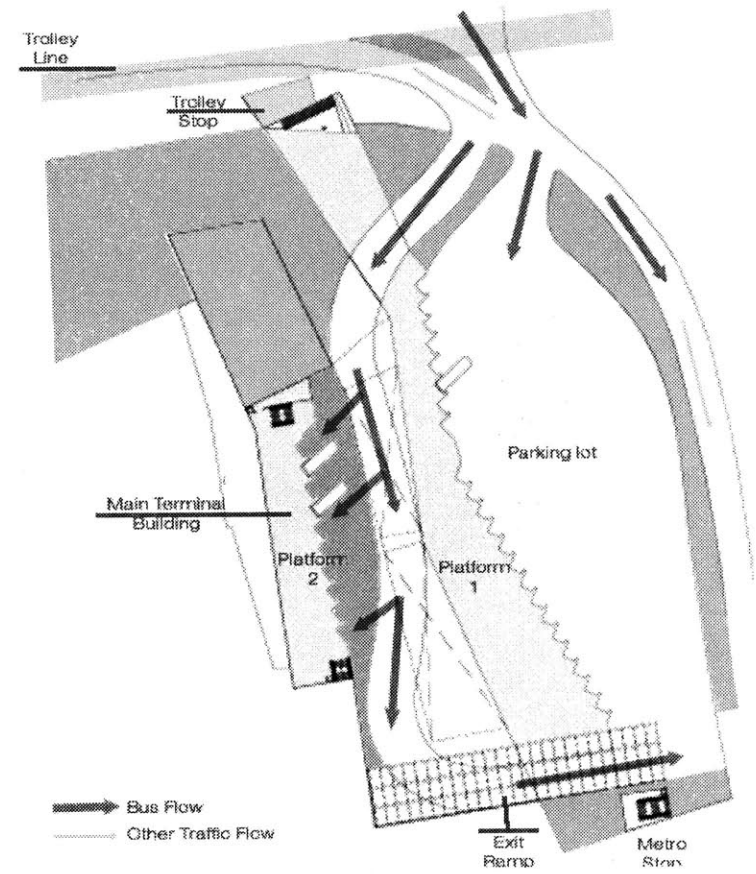 Trolley
Line
Trolley
Stop
Parking lot
Main Terminal
Building
Platform
2
Platform
1
Bus Flow
Other Traffic Flow
Exit
Ramp
Metro
Stop